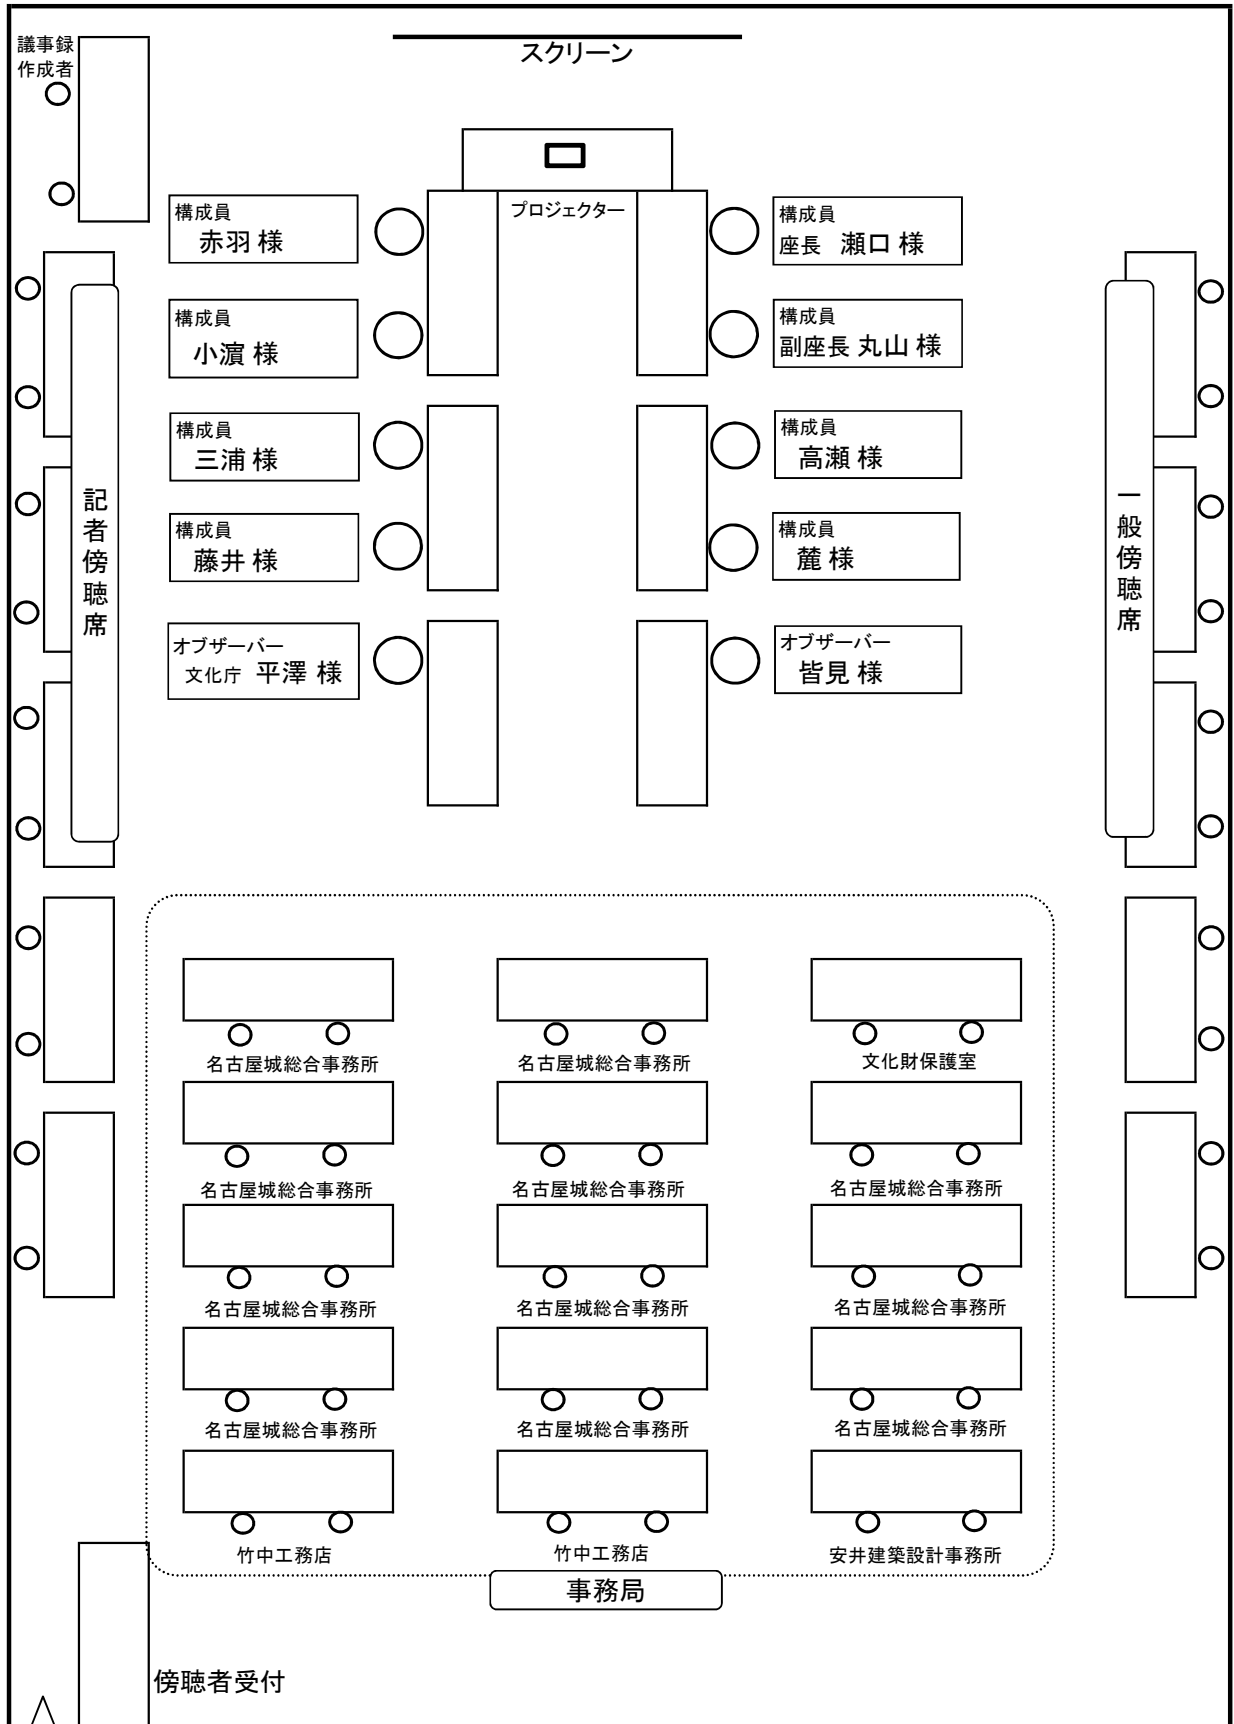 議事録
作成者
スクリーン
プロジェクター
構成員
赤羽 様
構成員
座長 瀬口 様
構成員
小濵 様
構成員
副座長 丸山 様
構成員
三浦 様
構成員
高瀬 様
構成員
藤井 様
構成員
麓 様
オブザーバー
文化庁 平澤 様
オブザーバー
皆見 様
記者傍聴席
一般傍聴席
名古屋城総合事務所
名古屋城総合事務所
文化財保護室
名古屋城総合事務所
名古屋城総合事務所
名古屋城総合事務所
名古屋城総合事務所
名古屋城総合事務所
名古屋城総合事務所
名古屋城総合事務所
名古屋城総合事務所
名古屋城総合事務所
竹中工務店
竹中工務店
安井建築設計事務所
事務局
傍聴者受付